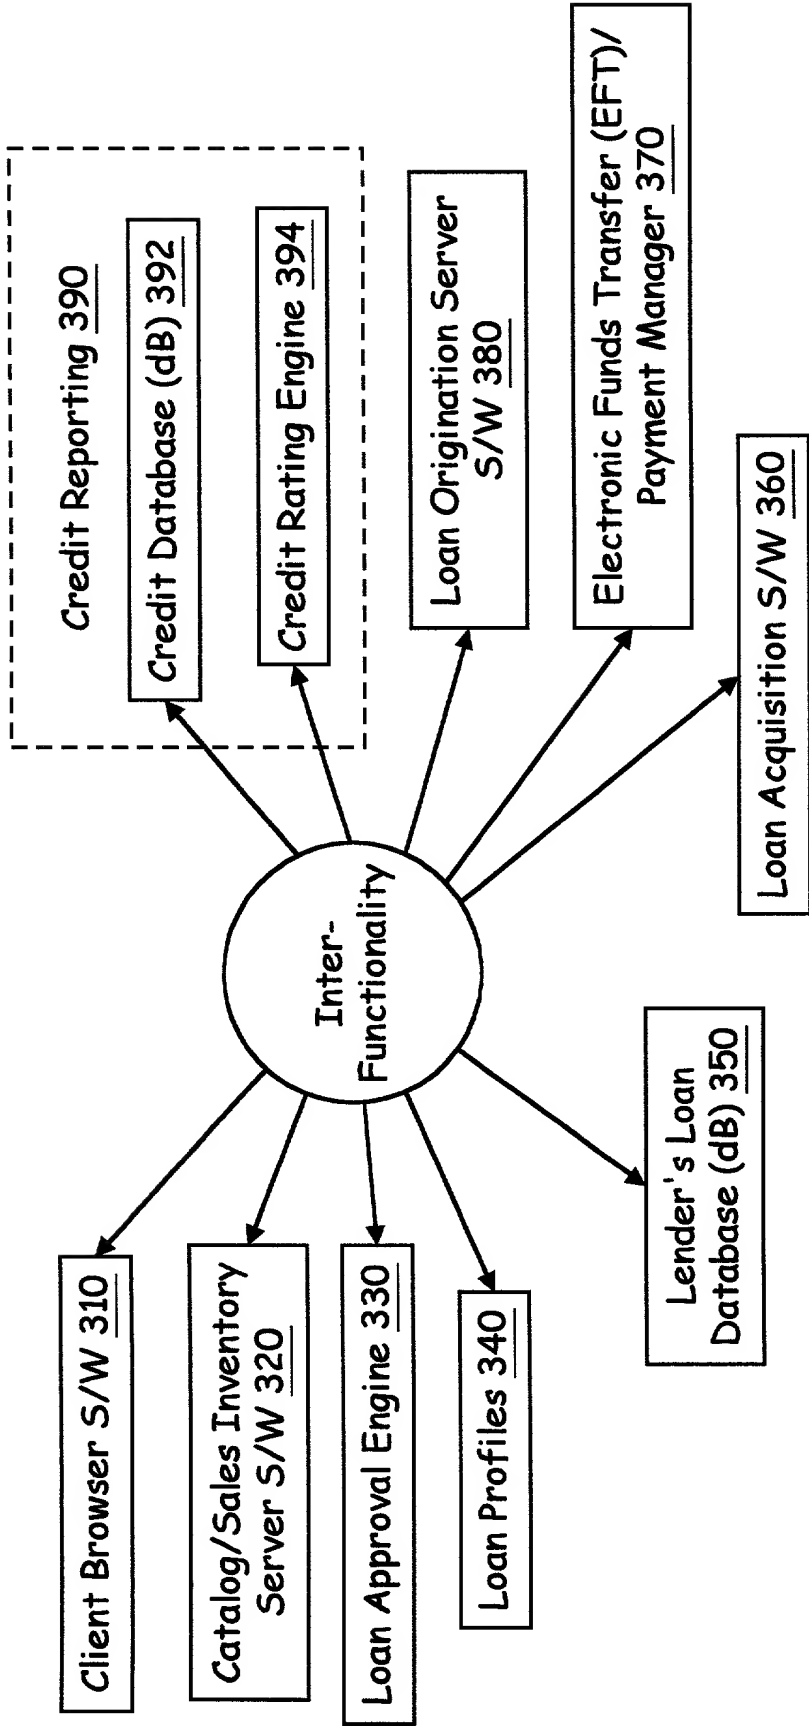 Client Browser S/W 310
Catalog/Sales Inventory
Server S/W 320
Loan Approval Engine 330
Loan Profiles 340
Lender's Loan
Database (dB) 350
Inter-
Functionality
Credit Reporting 390
Credit Database (dB) 392
Credit Rating Engine 394
Loan Origination Server
S/W 380
Electronic Funds Transfer (EFT)/
Payment Manager 370
Loan Acquisition S/W 360